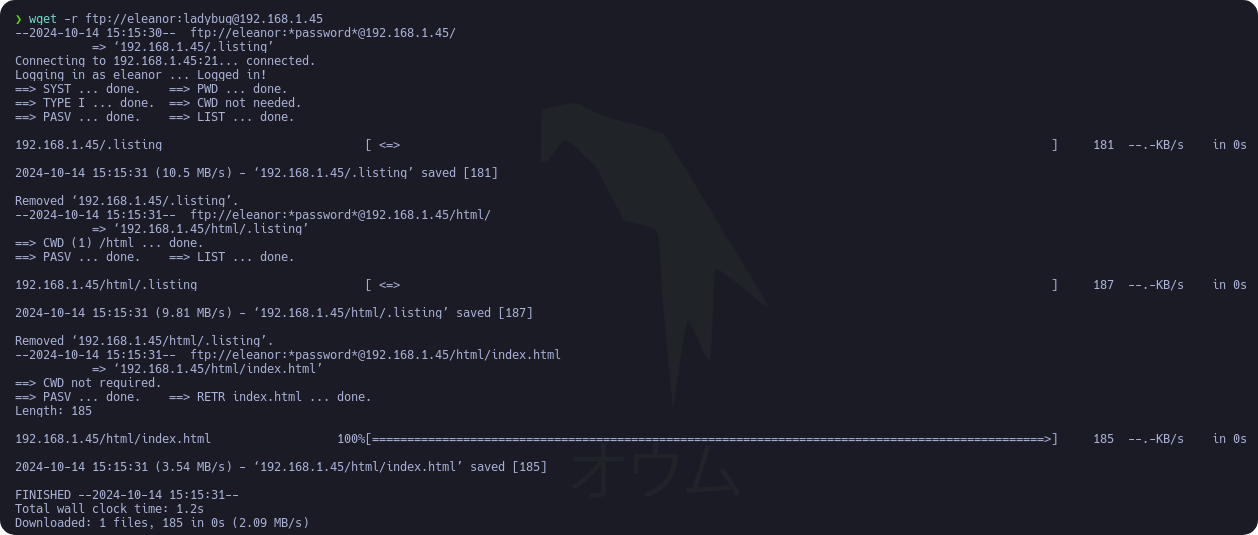 ❯ wget -r ftp://eleanor:ladybug@192.168.1.45
--2024-10-14 15:15:30--  ftp://eleanor:*password*@192.168.1.45/
           => ‘192.168.1.45/.listing’
Connecting to 192.168.1.45:21... connected.
Logging in as eleanor ... Logged in!
==> SYST ... done.    ==> PWD ... done.
==> TYPE I ... done.  ==> CWD not needed.
==> PASV ... done.    ==> LIST ... done.
192.168.1.45/.listing                             [ <=>                                                                                             ]     181  --.-KB/s    in 0s
2024-10-14 15:15:31 (10.5 MB/s) - ‘192.168.1.45/.listing’ saved [181]
Removed ‘192.168.1.45/.listing’.
--2024-10-14 15:15:31--  ftp://eleanor:*password*@192.168.1.45/html/
           => ‘192.168.1.45/html/.listing’
==> CWD (1) /html ... done.
==> PASV ... done.    ==> LIST ... done.
192.168.1.45/html/.listing                        [ <=>                                                                                             ]     187  --.-KB/s    in 0s
2024-10-14 15:15:31 (9.81 MB/s) - ‘192.168.1.45/html/.listing’ saved [187]
Removed ‘192.168.1.45/html/.listing’.
--2024-10-14 15:15:31--  ftp://eleanor:*password*@192.168.1.45/html/index.html
           => ‘192.168.1.45/html/index.html’
==> CWD not required.
==> PASV ... done.    ==> RETR index.html ... done.
Length: 185
192.168.1.45/html/index.html                  100%[================================================================================================>]     185  --.-KB/s    in 0s
2024-10-14 15:15:31 (3.54 MB/s) - ‘192.168.1.45/html/index.html’ saved [185]
オウム
FINISHED --2024-10-14 15:15:31--
Total wall clock time: 1.2s
Downloaded: 1 files, 185 in 0s (2.09 MB/s)